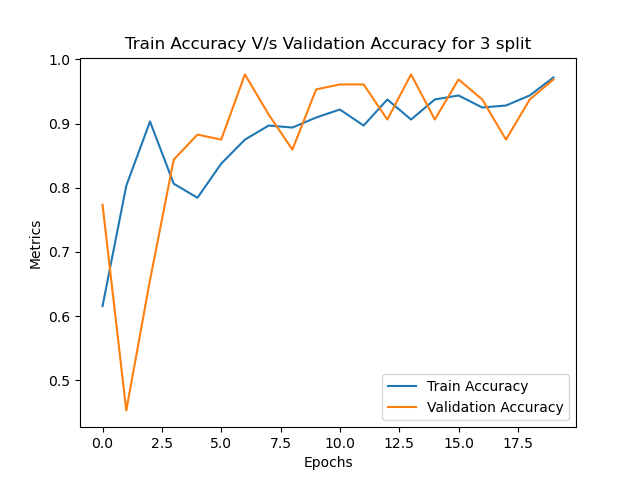 Train Accuracy V/s Validation Accuracy for 3 split
1.0
0.9
0.8
0.7
0.6
0.5
Metrics
0.0 2.5 5.0 7.5 10.0 12.5 15.0 17.5
Epochs
Train Accuracy
Validation Accuracy